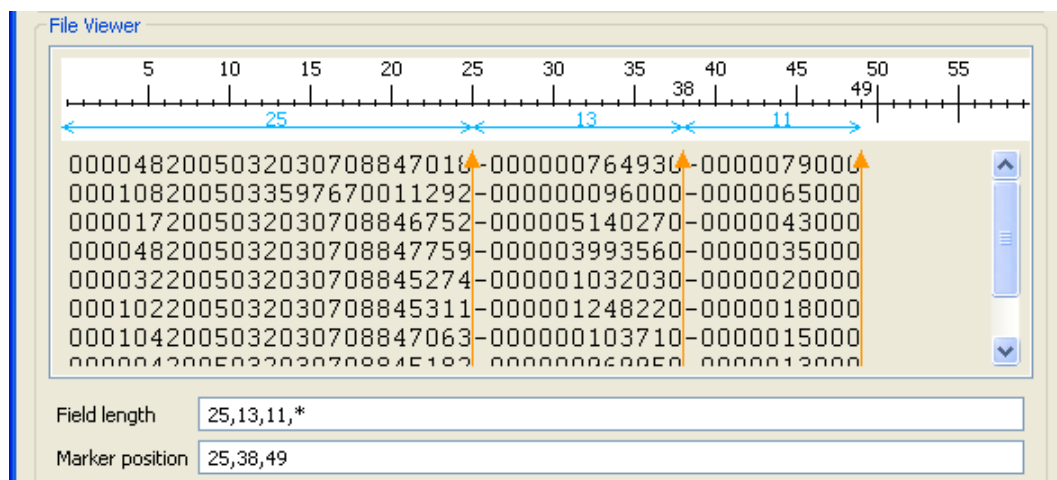 File Viewer
5 10 15 20 25 30 35 40 45 50 55
38 49
25 13 11
0000482005032030708847018-000000764930-0000079000
0001082005033597670011292-000000096000-0000065000
0000172005032030708846752-000005140270-0000043000
0000482005032030708847759-000003993560-0000035000
0000322005032030708845274-000001032030-0000020000
0001022005032030708845311-000001248220-0000018000
0001042005032030708847063-000000103710-0000015000
Field length 25,13,11,*
Marker position 25,38,49